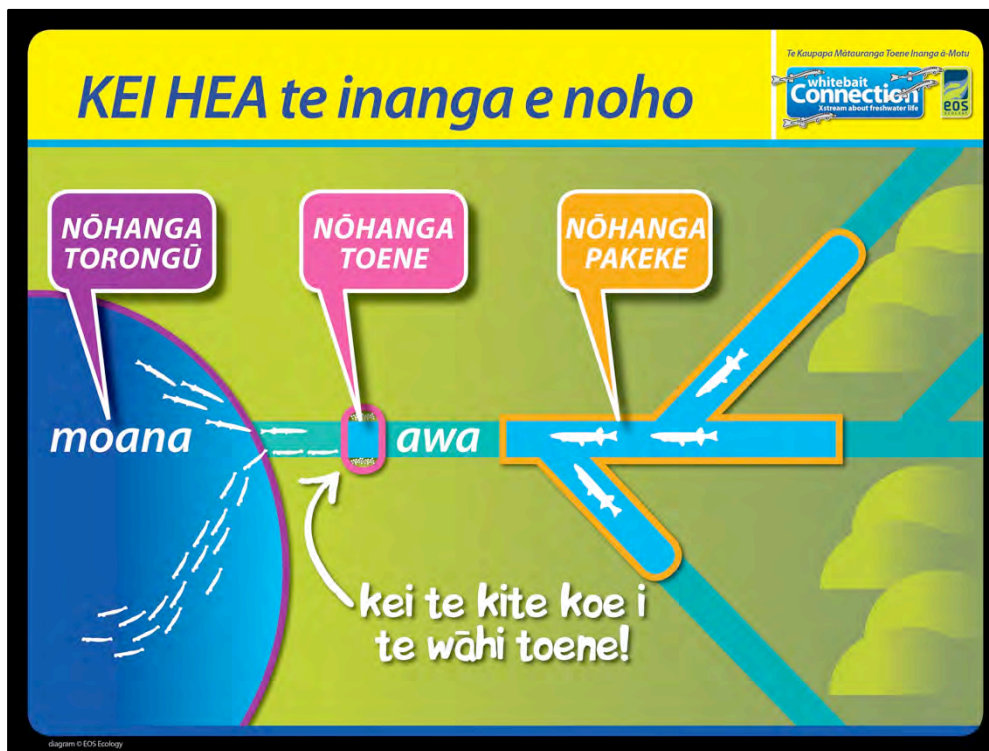 KEI HEA te inanga e noho
Te Kaupapa Mātauranga Toene Inanga ā-Motu
whitebait
Connection
Xstream about freshwater life
eos
ECOLOGY
NŌHANGA
TORONGŪ
NŌHANGA
TOENE
NŌHANGA
PAKEKE
moana
awa
kei te kite koe i
te wāhi toene!
diagram © EOS Ecology